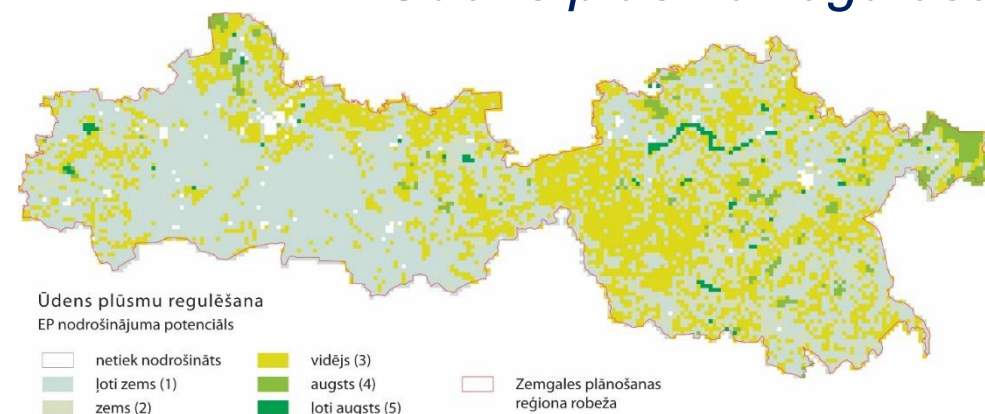 Ūdens plūsmu regulēšana
EP nodrošinājuma potenciāls
netiek nodrošināts
ļoti zems (1)
zems (2)
vidējs (3)
augsts (4)
ļoti augsts (5)
Zemgales plānošanas
reģiona robeža